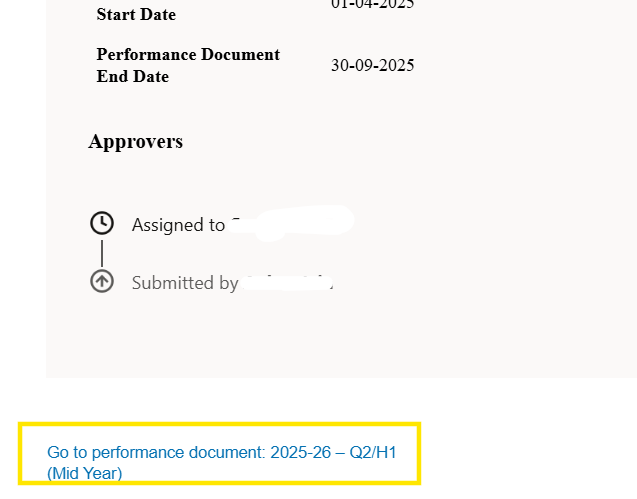 Start Date
01-04-2025
Performance Document
End Date
30-09-2025
Approvers
Assigned to
Submitted by
Go to performance document: 2025-26 – Q2/H1
(Mid Year)